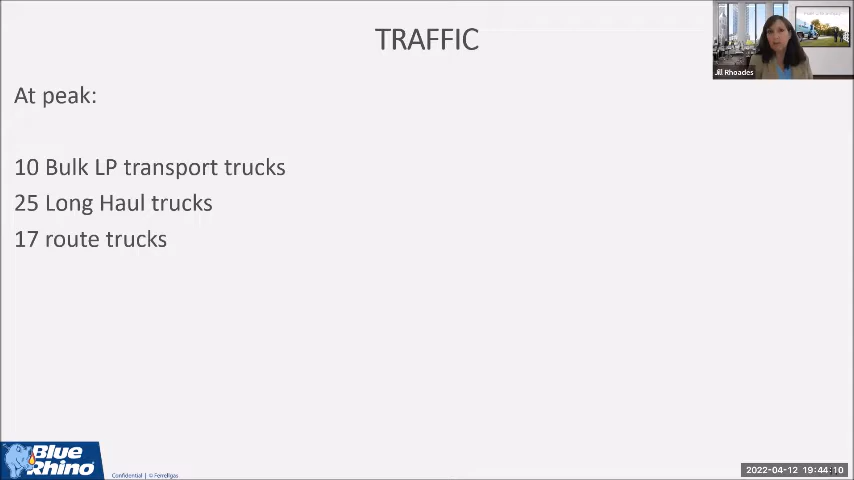 TRAFFIC
Jill Rhoades
At peak:
10 Bulk LP transport trucks
25 Long Haul trucks
17 route trucks
Blue
Rhino
Confidential | © Ferrellgas
2022-04-12 19:44:10